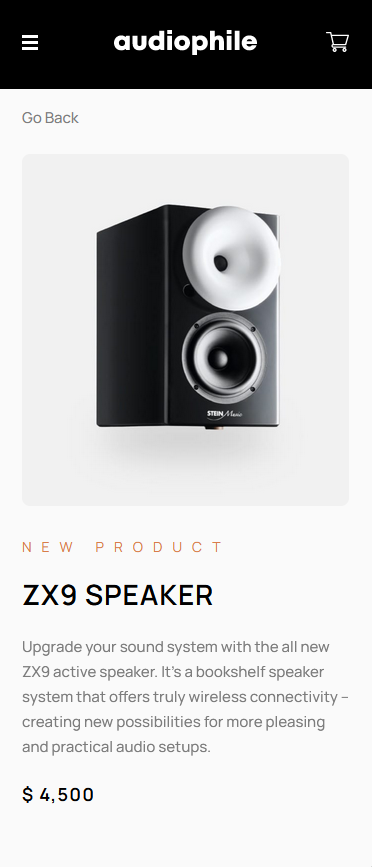 audiophile
Go Back
STEIN Music
NEW PRODUCT
ZX9 SPEAKER
Upgrade your sound system with the all new
ZX9 active speaker. It's a bookshelf speaker
system that offers truly wireless connectivity –
creating new possibilities for more pleasing
and practical audio setups.
$ 4,500